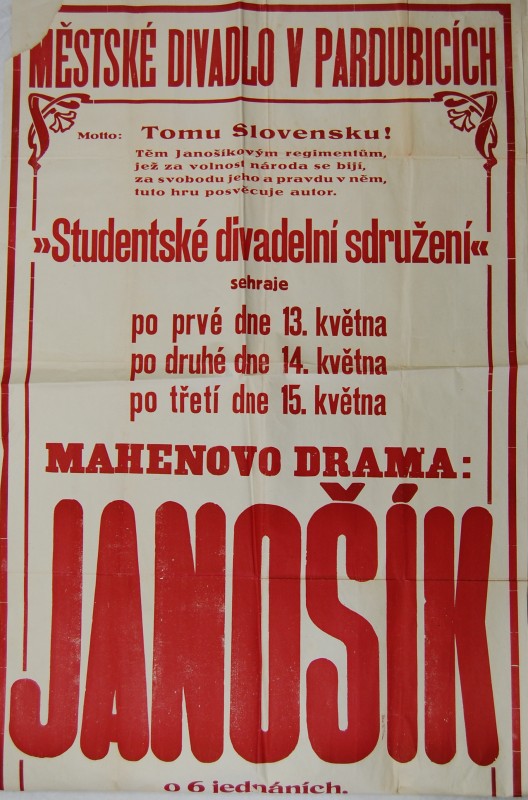 MĚSTSKÉ DIVADLO V PARDUBICÍCH
Motto: Tomu Slovensku!
Těm Janošíkovým regimentům,
jež za volnost národa se bijí,
za svobodu jeho a pravdu v něm,
tuto hru posvěcuje autor.
»Studentské divadelní sdružení«
sehraje
po prvé dne 13. května
po druhé dne 14. května
po třetí dne 15. května
MAHENOVO DRAMA:
JANOŠÍK
o 6 jednáních.